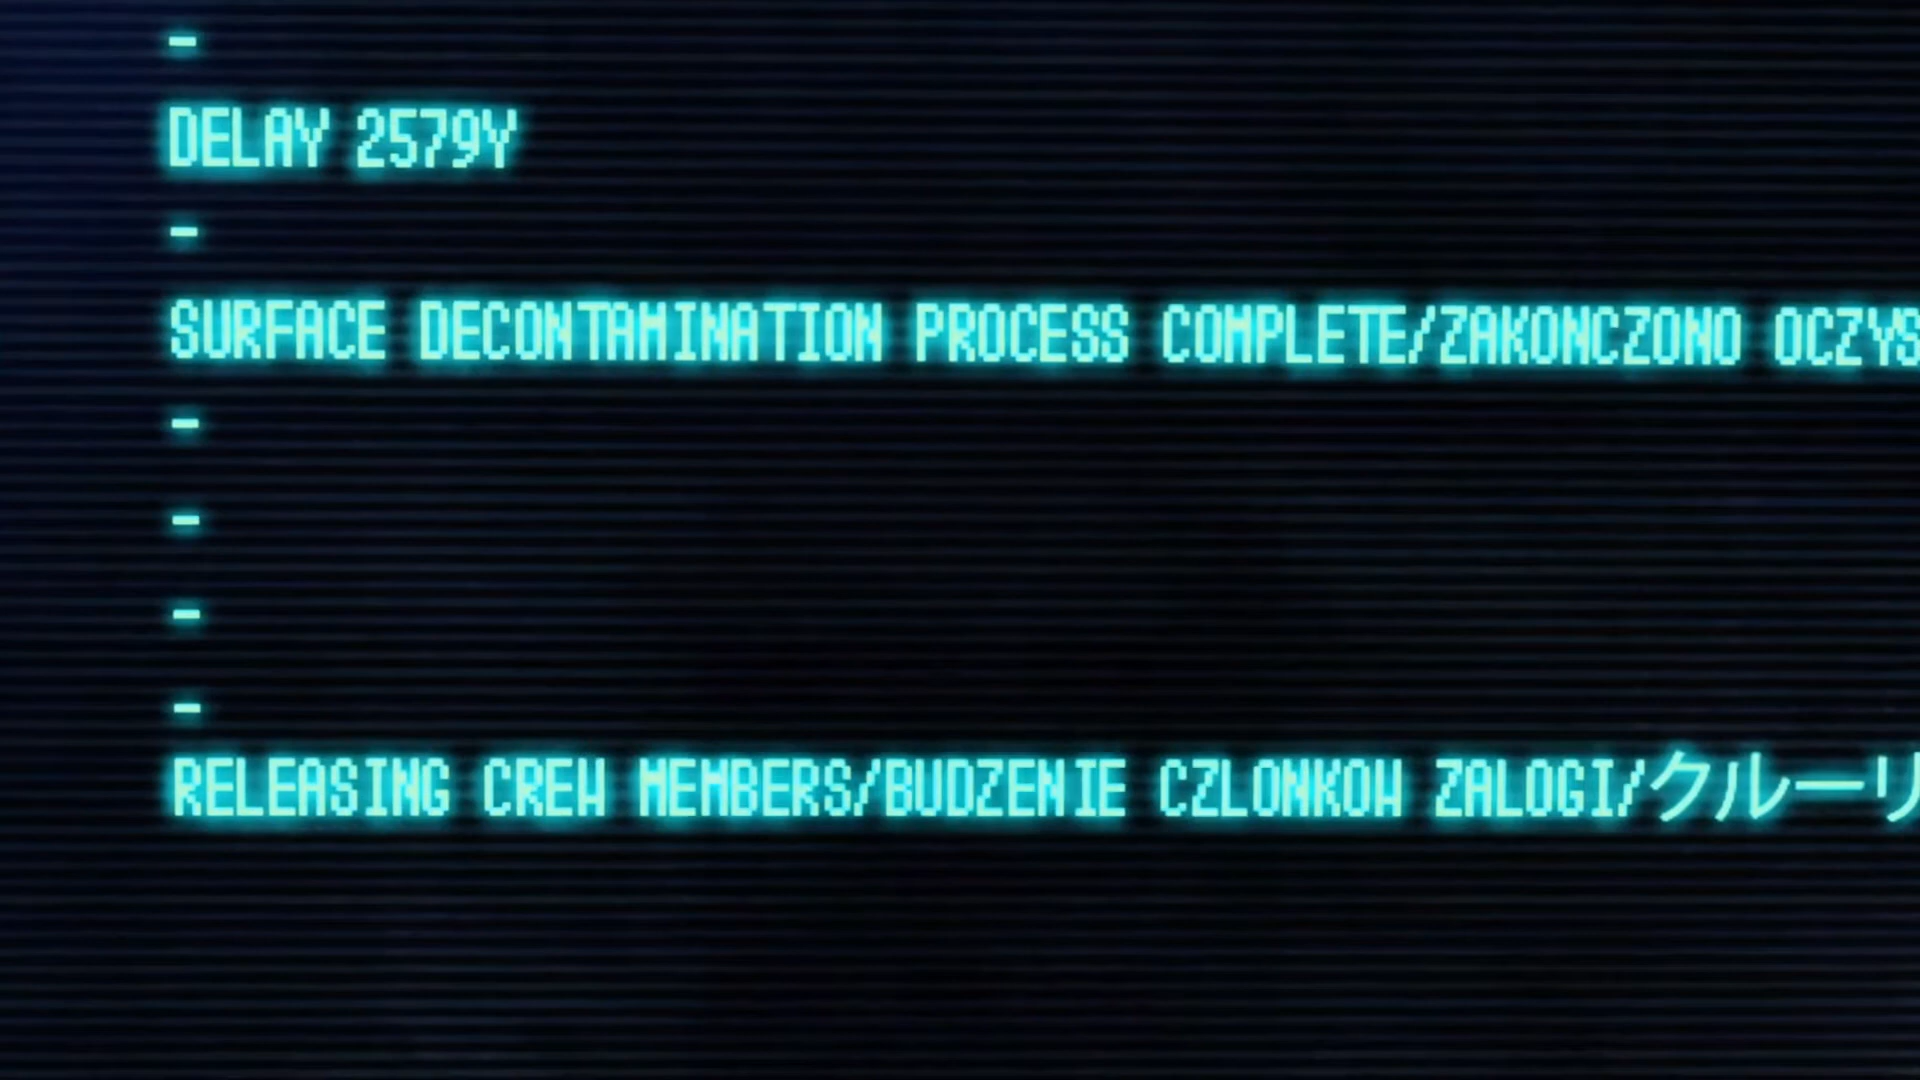 -
DELAY 2579Y
-
SURFACE DECONTAMINATION PROCESS COMPLETE/ZAKONCZONO OCZYS
-
-
-
-
RELEASING CREW MEMBERS/BUDZENIE CZLONKOW ZALOGI/クルーリ